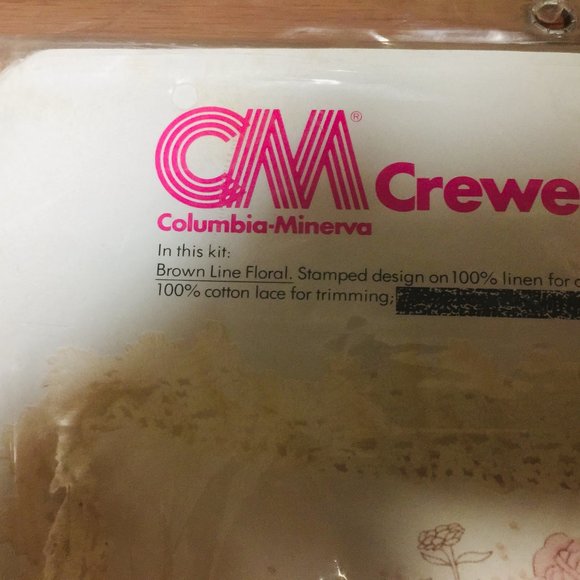 CM® Crewe
Columbia-Minerva
In this kit:
Brown Line Floral. Stamped design on 100% linen for
100% cotton lace for trimming;